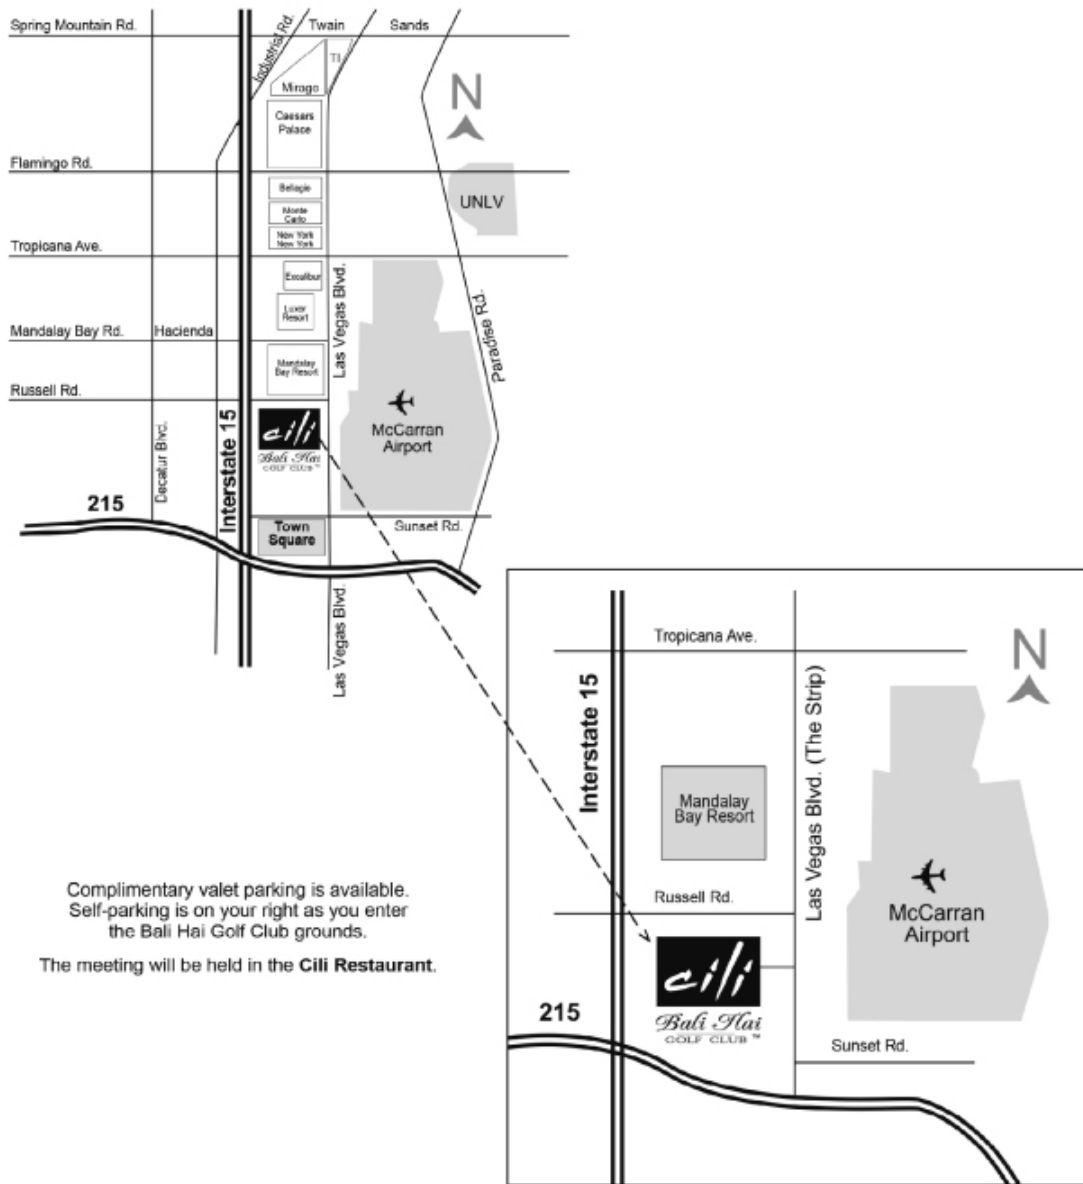 Spring Mountain Rd.
Industrial Rd.
Twain
Sands
TI
Mirago
Caesars
Palace
N
Flamingo Rd.
Bellagio
UNLV
Monte
Carlo
New York
New York
Tropicana Ave.
Excalibur
Las Vegas Blvd.
Luxor
Resort
Paradise Rd.
Mandalay Bay Rd.
Hacienda
Mandalay
Bay Resort
Russell Rd.
McCarran
Airport
cili
Bali Hai
GOLF CLUB™
Decatur Blvd.
Interstate 15
215
Town
Square
Sunset Rd.
Las Vegas Blvd.
Complimentary valet parking is available.
Self-parking is on your right as you enter
the Bali Hai Golf Club grounds.
The meeting will be held in the Cili Restaurant.
Tropicana Ave.
N
Interstate 15
Las Vegas Blvd. (The Strip)
Mandalay
Bay Resort
Russell Rd.
McCarran
Airport
cili
Bali Hai
GOLF CLUB™
215
Sunset Rd.